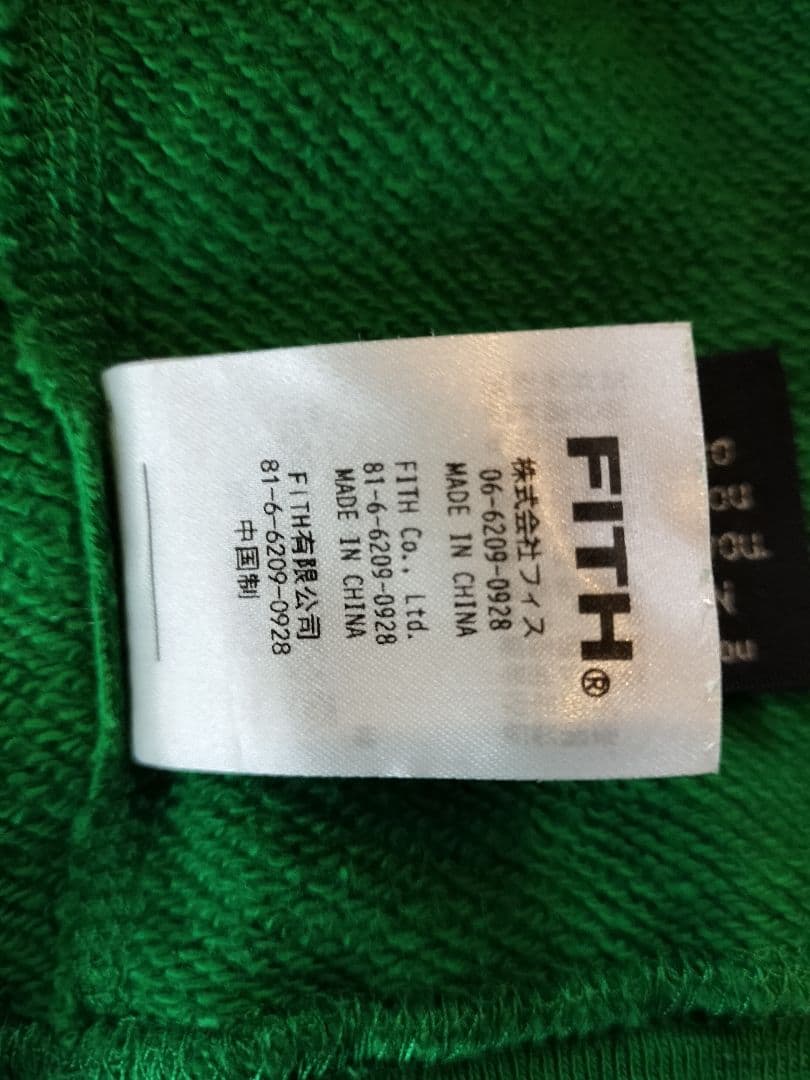 FITH®
株式会社フィス
06-6209-0928
MADE IN CHINA
FITH Co., Ltd.
81-6-6209-0928
MADE IN CHINA
FITH有限公司
81-6-6209-0928
中国制